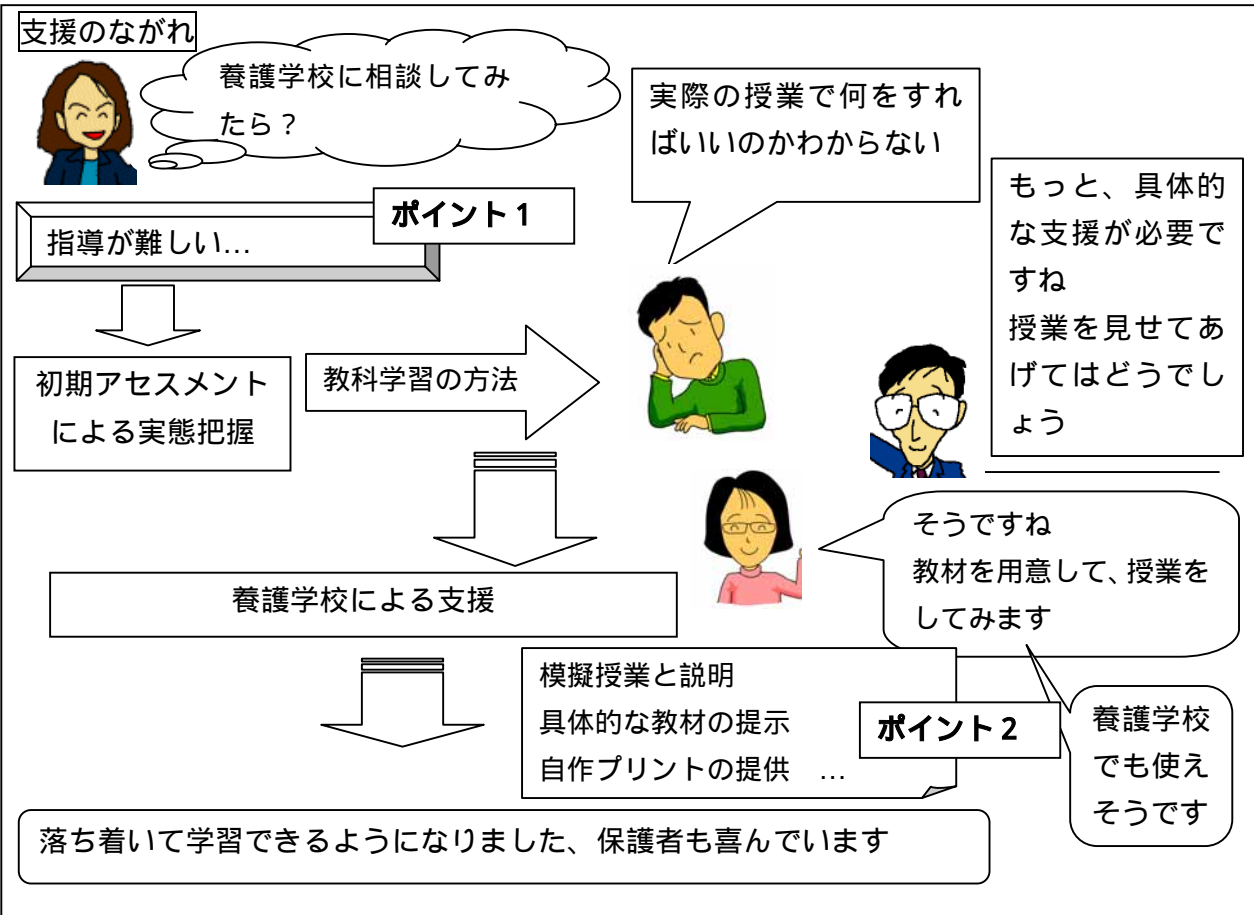 支援のながれ
養護学校に相談してみ
たら？
実際の授業で何をすれ
ばいいのかわからない
もっと、具体的
な支援が必要で
すね
授業を見せてあ
げてはどうでし
ょう
ポイント１
指導が難しい…
初期アセスメント
による実態把握
教科学習の方法
そうですね
教材を用意して、授業を
してみます
養護学校による支援
模擬授業と説明
具体的な教材の提示
自作プリントの提供　…
ポイント２
養護学校
でも使え
そうです
落ち着いて学習できるようになりました、保護者も喜んでいます